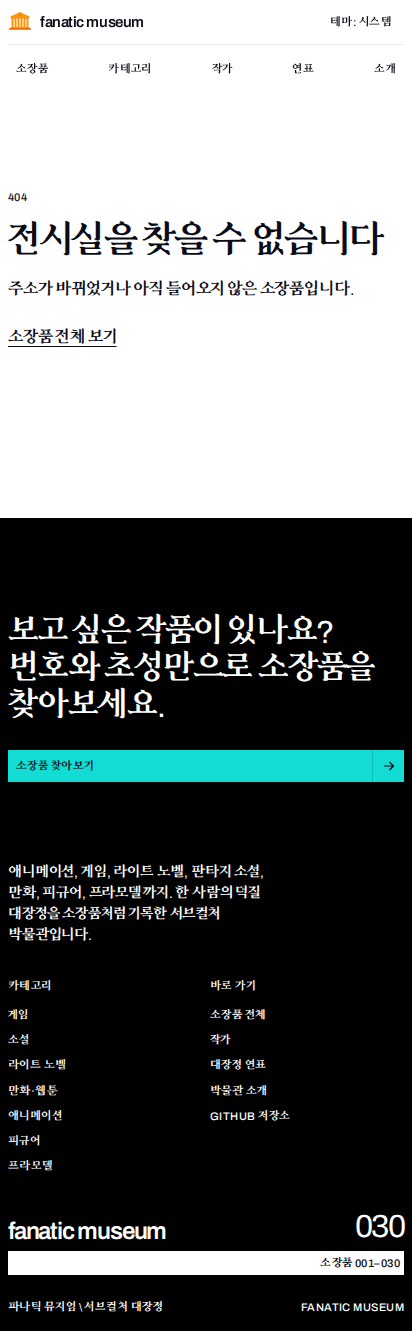 fanatic museum
테마: 시스템
소장품 카테고리 작가 연표 소개
404
전시실을 찾을 수 없습니다
주소가 바뀌었거나 아직 들어오지 않은 소장품입니다.
소장품 전체 보기
보고 싶은 작품이 있나요?
번호와 초성만으로 소장품을
찾아보세요.
소장품 찾아보기
애니메이션, 게임, 라이트 노벨, 판타지 소설,
만화, 피규어, 프라모델까지. 한 사람의 덕질
대장정을 소장품처럼 기록한 서브컬처
박물관입니다.
카테고리
게임
소설
라이트 노벨
만화·웹툰
애니메이션
피규어
프라모델
바로 가기
소장품 전체
작가
대장정 연표
박물관 소개
GITHUB 저장소
fanatic museum
030
소장품 001–030
파나틱 뮤지엄 \ 서브컬처 대장정
FANATIC MUSEUM